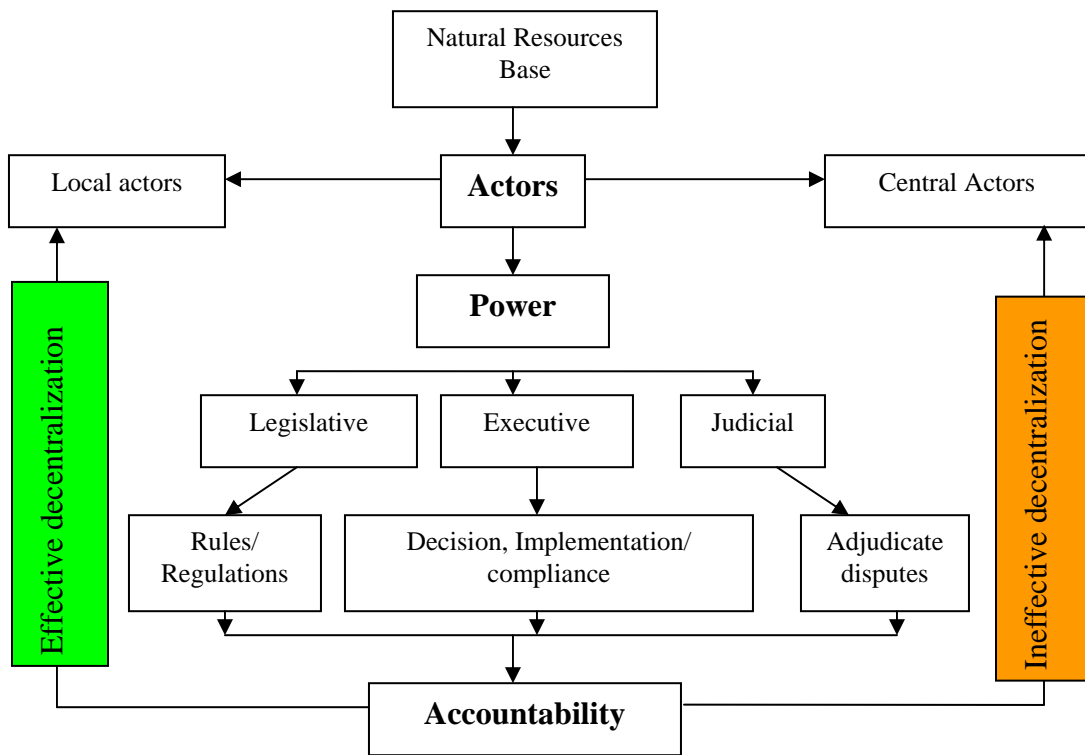 Natural Resources
Base
Local actors
Actors
Central Actors
Power
Legislative
Executive
Judicial
Rules/
Regulations
Decision, Implementation/
compliance
Adjudicate
disputes
Effective decentralization
Ineffective decentralization
Accountability